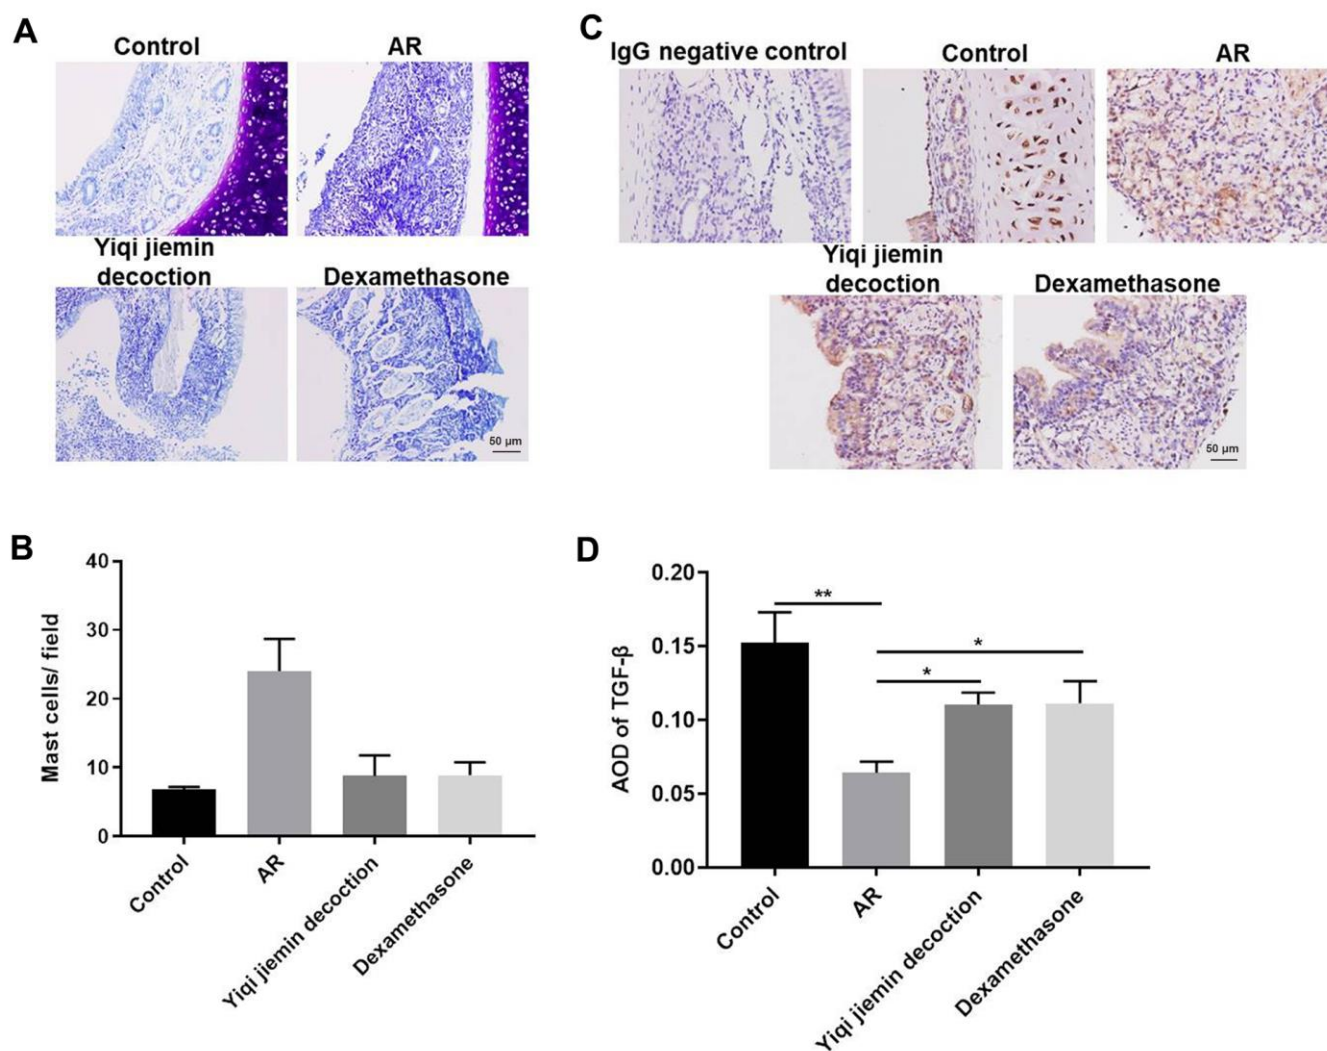 A
Control
AR
Yiqi jiemin
decoction
Dexamethasone
50 µm
C
IgG negative control
Control
AR
Yiqi jiemin
decoction
Dexamethasone
50 µm
B
Mast cells/ field
40
30
20
10
0
Control
AR
Yiqi jiemin decoction
Dexamethasone
D
AOD of TGF-β
0.20
0.15
0.10
0.05
0.00
**
*
*
Control
AR
Yiqi jiemin decoction
Dexamethasone